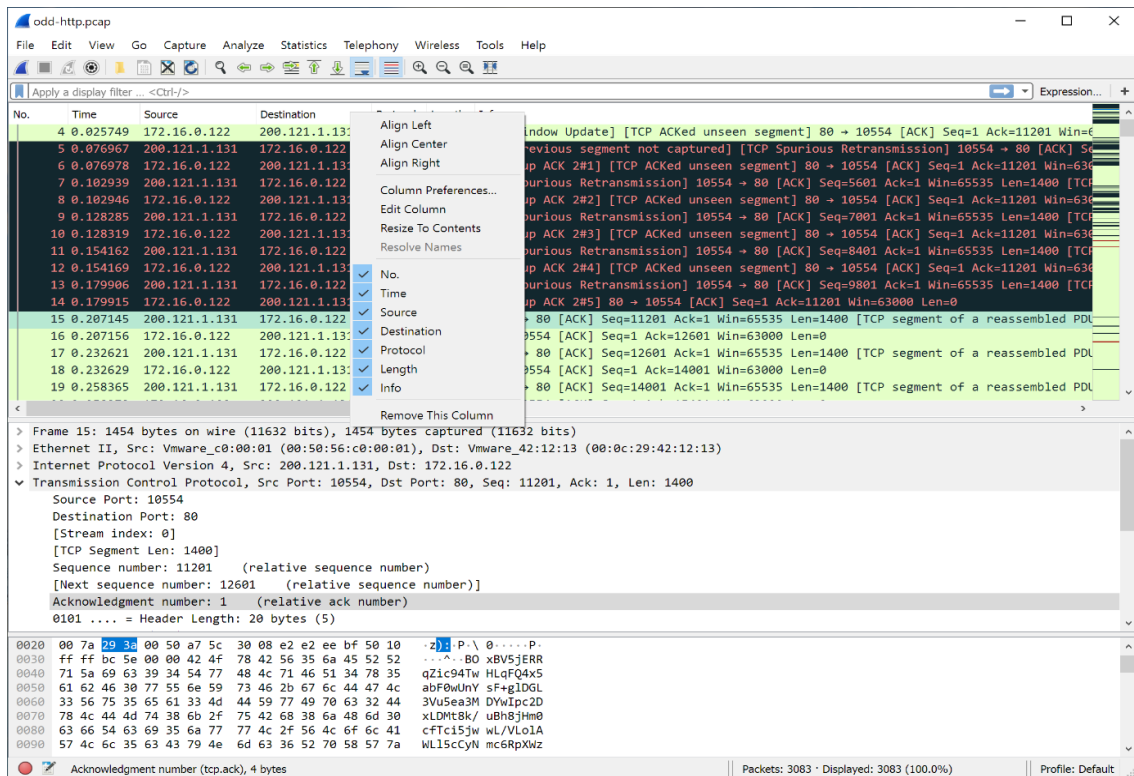 odd-http.pcap
File Edit View Go Capture Analyze Statistics Telephony Wireless Tools Help
Apply a display filter ... <Ctrl-/> Expression... +
No. Time Source Destination
4 0.025749 172.16.0.122 200.121.1.131 indow Update] [TCP ACKed unseen segment] 80 → 10554 [ACK] Seq=1 Ack=11201 Win=6
5 0.076967 200.121.1.131 172.16.0.122 evious segment not captured] [TCP Spurious Retransmission] 10554 → 80 [ACK] Se
6 0.076978 172.16.0.122 200.121.1.131 up ACK 2#1] [TCP ACKed unseen segment] 80 → 10554 [ACK] Seq=1 Ack=11201 Win=630
7 0.102939 200.121.1.131 172.16.0.122 purious Retransmission] 10554 → 80 [ACK] Seq=5601 Ack=1 Win=65535 Len=1400 [TCP
8 0.102946 172.16.0.122 200.121.1.131 up ACK 2#2] [TCP ACKed unseen segment] 80 → 10554 [ACK] Seq=1 Ack=11201 Win=630
9 0.128285 200.121.1.131 172.16.0.122 purious Retransmission] 10554 → 80 [ACK] Seq=7001 Ack=1 Win=65535 Len=1400 [TCP
10 0.128319 172.16.0.122 200.121.1.131 up ACK 2#3] [TCP ACKed unseen segment] 80 → 10554 [ACK] Seq=1 Ack=11201 Win=630
11 0.154162 200.121.1.131 172.16.0.122 purious Retransmission] 10554 → 80 [ACK] Seq=8401 Ack=1 Win=65535 Len=1400 [TCP
12 0.154169 172.16.0.122 200.121.1.131 up ACK 2#4] [TCP ACKed unseen segment] 80 → 10554 [ACK] Seq=1 Ack=11201 Win=630
13 0.179906 200.121.1.131 172.16.0.122 purious Retransmission] 10554 → 80 [ACK] Seq=9801 Ack=1 Win=65535 Len=1400 [TCP
14 0.179915 172.16.0.122 200.121.1.131 up ACK 2#5] 80 → 10554 [ACK] Seq=1 Ack=11201 Win=63000 Len=0
15 0.207145 200.121.1.131 172.16.0.122 → 80 [ACK] Seq=11201 Ack=1 Win=65535 Len=1400 [TCP segment of a reassembled PDU
16 0.207156 172.16.0.122 200.121.1.131 0554 [ACK] Seq=1 Ack=12601 Win=63000 Len=0
17 0.232621 200.121.1.131 172.16.0.122 → 80 [ACK] Seq=12601 Ack=1 Win=65535 Len=1400 [TCP segment of a reassembled PDU
18 0.232629 172.16.0.122 200.121.1.131 0554 [ACK] Seq=1 Ack=14001 Win=63000 Len=0
19 0.258365 200.121.1.131 172.16.0.122 → 80 [ACK] Seq=14001 Ack=1 Win=65535 Len=1400 [TCP segment of a reassembled PDU
Align Left
Align Center
Align Right
Column Preferences...
Edit Column
Resize To Contents
Resolve Names
No.
Time
Source
Destination
Protocol
Length
Info
Remove This Column
Frame 15: 1454 bytes on wire (11632 bits), 1454 bytes captured (11632 bits)
Ethernet II, Src: Vmware_c0:00:01 (00:50:56:c0:00:01), Dst: Vmware_42:12:13 (00:0c:29:42:12:13)
Internet Protocol Version 4, Src: 200.121.1.131, Dst: 172.16.0.122
Transmission Control Protocol, Src Port: 10554, Dst Port: 80, Seq: 11201, Ack: 1, Len: 1400
Source Port: 10554
Destination Port: 80
[Stream index: 0]
[TCP Segment Len: 1400]
Sequence number: 11201 (relative sequence number)
[Next sequence number: 12601 (relative sequence number)]
Acknowledgment number: 1 (relative ack number)
0101 .... = Header Length: 20 bytes (5)
0020 00 7a 29 3a 00 50 a7 5c 30 08 e2 e2 ee bf 50 10 ·z):·P·\ 0·····P·
0030 ff ff bc 5e 00 00 42 4f 78 42 56 35 6a 45 52 52 ···^··BO xBV5jERR
0040 71 5a 69 63 39 34 54 77 48 4c 71 46 51 34 78 35 qZic94Tw HLqFQ4x5
0050 61 62 46 30 77 55 6e 59 73 46 2b 67 6c 44 47 4c abF0wUnY sF+glDGL
0060 33 56 75 35 65 61 33 4d 44 59 77 49 70 63 32 44 3Vu5ea3M DYwIpc2D
0070 78 4c 44 4d 74 38 6b 2f 75 42 68 38 6a 48 6d 30 xLDMt8k/ uBh8jHm0
0080 63 66 54 63 69 35 6a 77 77 4c 2f 56 4c 6f 6c 41 cfTci5jw wL/VLolA
0090 57 4c 6c 35 63 43 79 4e 6d 63 36 52 70 58 57 7a WLl5cCyN mc6RpXWz
Acknowledgment number (tcp.ack), 4 bytes Packets: 3083 · Displayed: 3083 (100.0%) Profile: Default